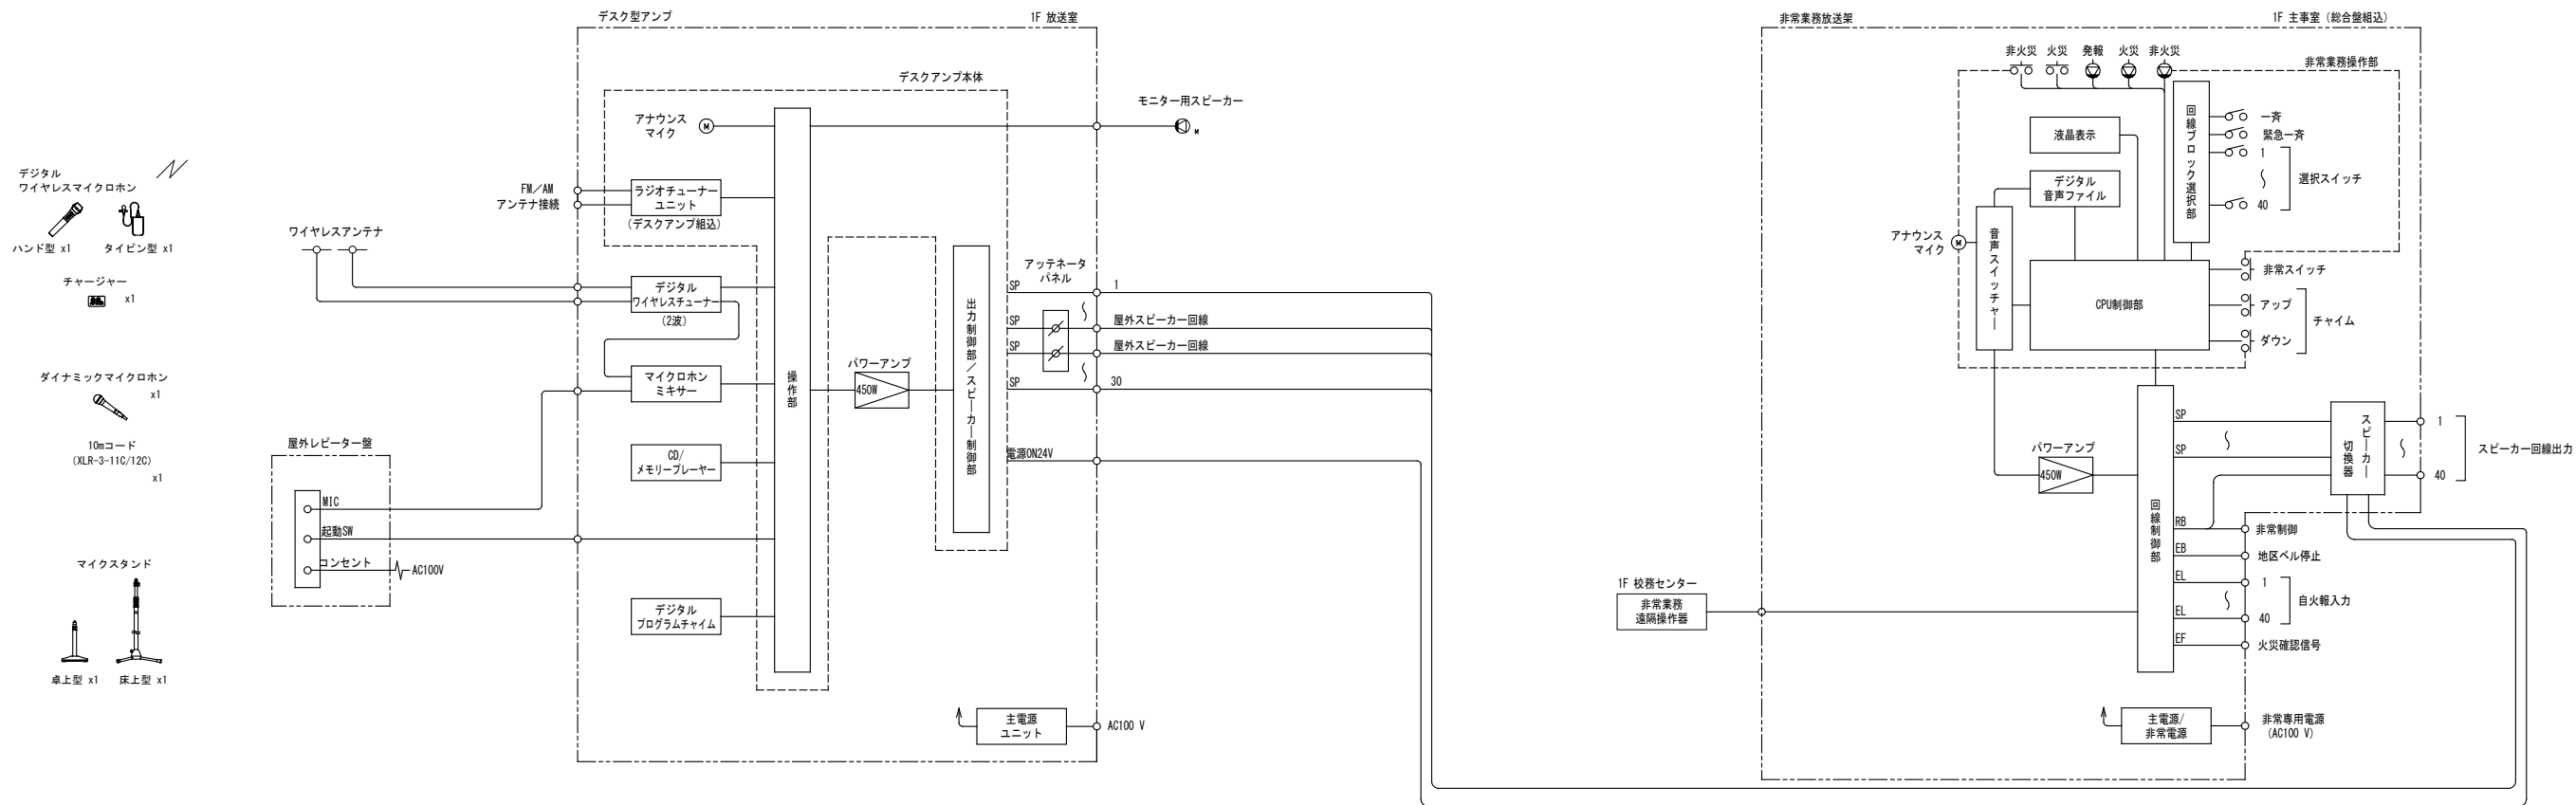 デスク型アンプ
1F 放送室
デスクアンプ本体
アナウンス
マイク
M
モニター用スピーカー
M
デジタル
ワイヤレスマイクロホン
ハンド型 x1
タイピン型 x1
チャージャー
x1
ダイナミックマイクロホン
x1
10mコード
(XLR-3-11C/12C)
x1
マイクスタンド
卓上型 x1
床上型 x1
FM／AM
アンテナ接続
ラジオチューナー
ユニット
(デスクアンプ組込)
ワイヤレスアンテナ
デジタル
ワイヤレスチューナー
(2波)
マイクロホン
ミキサー
CD/
メモリープレーヤー
デジタル
プログラムチャイム
屋外レピーター盤
MIC
起動SW
コンセント
AC100V
操作部
パワーアンプ
450W
出力制御部／スピーカー制御部
アッテネータ
パネル
SP
1
SP
屋外スピーカー回線
SP
屋外スピーカー回線
SP
30
電源ON24V
主電源
ユニット
AC100 V
非常業務放送架
1F 主事室（総合盤組込）
非火災
火災
発報
火災
非火災
非常業務操作部
液晶表示
デジタル
音声ファイル
回線ブロック選択部
一斉
緊急一斉
1
選択スイッチ
40
アナウンス
マイク
M
音声スイッチャー
CPU制御部
非常スイッチ
アップ
チャイム
ダウン
パワーアンプ
450W
回線制御部
SP
SP
スピーカー
切換器
1
スピーカー回線出力
40
RB
非常制御
EB
地区ベル停止
EL
1
自火報入力
EL
40
EF
火災確認信号
1F 校務センター
非常業務
遠隔操作器
主電源/
非常電源
非常専用電源
(AC100 V)